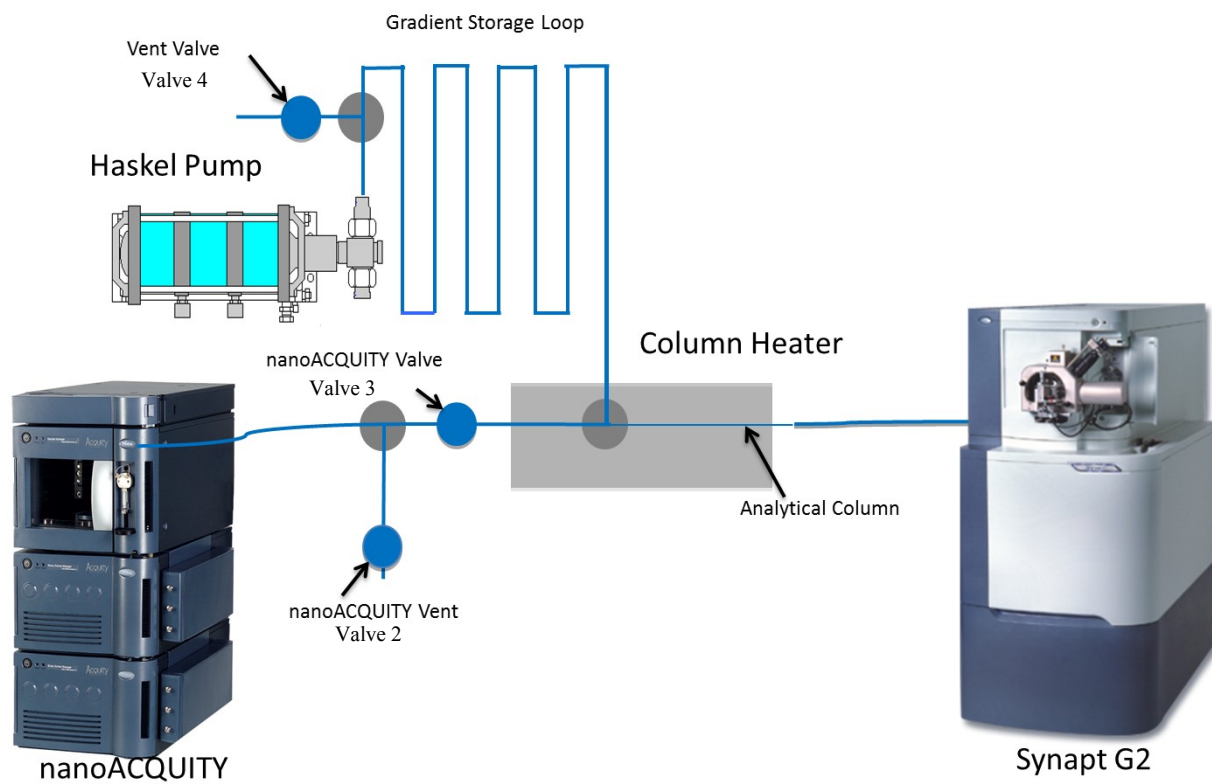 Gradient Storage Loop
Vent Valve
Valve 4
Haskel Pump
Column Heater
nanoACQUITY Valve
Valve 3
Analytical Column
nanoACQUITY Vent
Valve 2
nanoACQUITY
Synapt G2